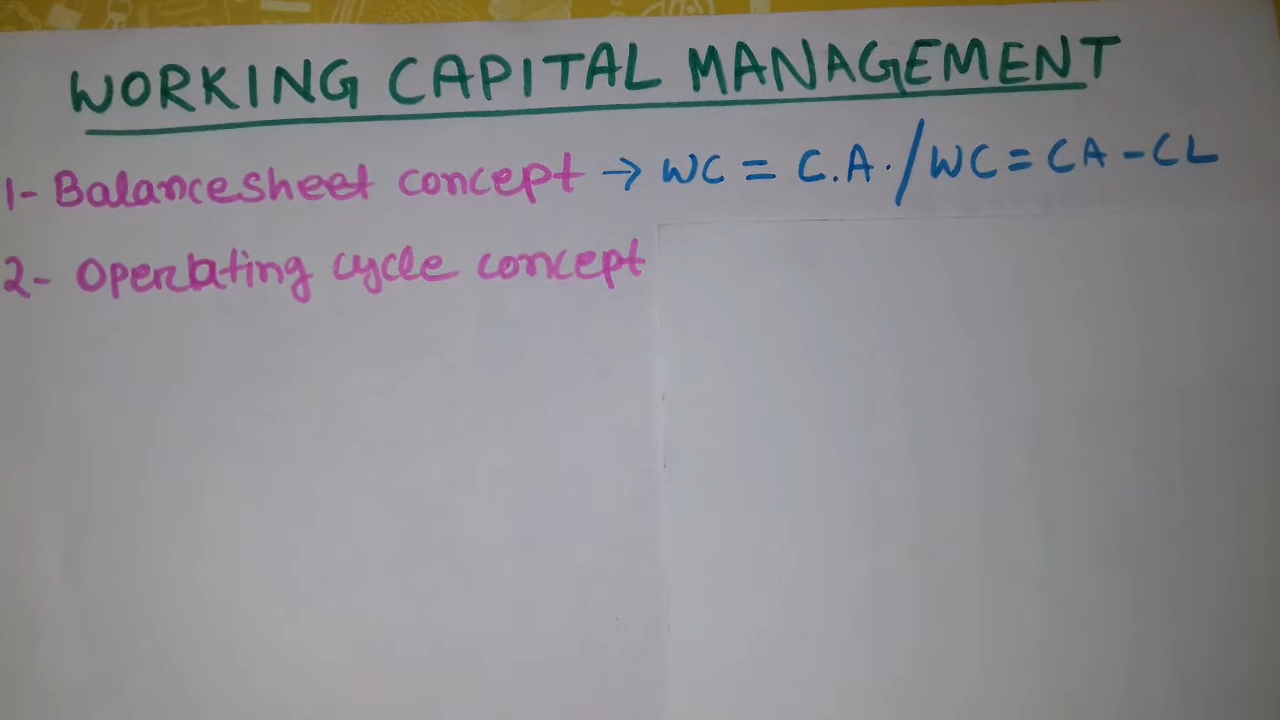 WORKING CAPITAL MANAGEMENT
1- Balancesheet concept → WC = C.A. / WC = CA - CL
2- Operating cycle concept